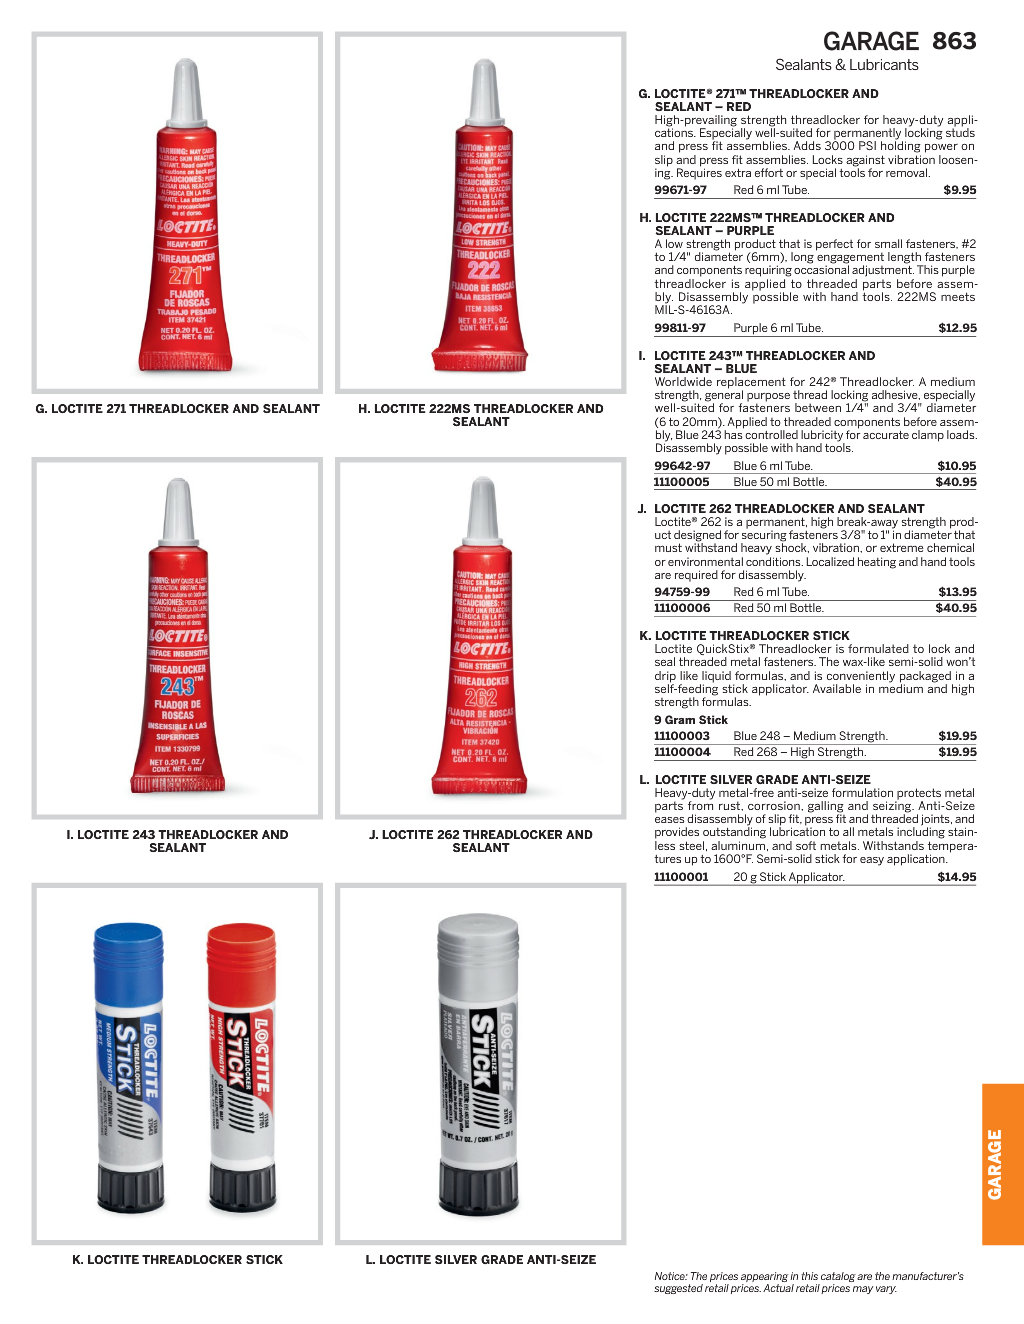 GARAGE 863
Sealants & Lubricants
G. LOCTITE® 271™ THREADLOCKER AND
SEALANT – RED
High-prevailing strength threadlocker for heavy-duty appli-
cations. Especially well-suited for permanently locking studs
and press fit assemblies. Adds 3000 PSI holding power on
slip and press fit assemblies. Locks against vibration loosen-
ing. Requires extra effort or special tools for removal.
99671-97 Red 6 ml Tube. $9.95
H. LOCTITE 222MS™ THREADLOCKER AND
SEALANT – PURPLE
A low strength product that is perfect for small fasteners, #2
to 1/4" diameter (6mm), long engagement length fasteners
and components requiring occasional adjustment. This purple
threadlocker is applied to threaded parts before assem-
bly. Disassembly possible with hand tools. 222MS meets
MIL-S-46163A.
99811-97 Purple 6 ml Tube. $12.95
I. LOCTITE 243™ THREADLOCKER AND
SEALANT – BLUE
Worldwide replacement for 242® Threadlocker. A medium
strength, general purpose thread locking adhesive, especially
well-suited for fasteners between 1/4" and 3/4" diameter
(6 to 20mm). Applied to threaded components before assem-
bly, Blue 243 has controlled lubricity for accurate clamp loads.
Disassembly possible with hand tools.
99642-97 Blue 6 ml Tube. $10.95
11100005 Blue 50 ml Bottle. $40.95
J. LOCTITE 262 THREADLOCKER AND SEALANT
Loctite® 262 is a permanent, high break-away strength prod-
uct designed for securing fasteners 3/8" to 1" in diameter that
must withstand heavy shock, vibration, or extreme chemical
or environmental conditions. Localized heating and hand tools
are required for disassembly.
94759-99 Red 6 ml Tube. $13.95
11100006 Red 50 ml Bottle. $40.95
K. LOCTITE THREADLOCKER STICK
Loctite QuickStix® Threadlocker is formulated to lock and
seal threaded metal fasteners. The wax-like semi-solid won't
drip like liquid formulas, and is conveniently packaged in a
self-feeding stick applicator. Available in medium and high
strength formulas.
9 Gram Stick
11100003 Blue 248 – Medium Strength. $19.95
11100004 Red 268 – High Strength. $19.95
L. LOCTITE SILVER GRADE ANTI-SEIZE
Heavy-duty metal-free anti-seize formulation protects metal
parts from rust, corrosion, galling and seizing. Anti-Seize
eases disassembly of slip fit, press fit and threaded joints, and
provides outstanding lubrication to all metals including stain-
less steel, aluminum, and soft metals. Withstands tempera-
tures up to 1600°F. Semi-solid stick for easy application.
11100001 20 g Stick Applicator. $14.95
LOCTITE®
HEAVY-DUTY
THREADLOCKER
271™
FIJADOR
DE ROSCAS
TRABAJO PESADO
ITEM 37421
NET 0.20 FL. OZ.
CONT. NET. 6 ml
G. LOCTITE 271 THREADLOCKER AND SEALANT
LOCTITE®
LOW STRENGTH
THREADLOCKER
222
FIJADOR DE ROSCAS
BAJA RESISTENCIA
NET 0.20 FL. OZ.
CONT. NET. 6 ml
H. LOCTITE 222MS THREADLOCKER AND
SEALANT
LOCTITE®
SURFACE INSENSITIVE
THREADLOCKER
243™
FIJADOR DE
ROSCAS
INSENSIBLE A LAS
SUPERFICIES
ITEM 1330799
NET 0.20 FL. OZ./
CONT. NET. 6 ml
I. LOCTITE 243 THREADLOCKER AND
SEALANT
LOCTITE®
HIGH STRENGTH
THREADLOCKER
262
FIJADOR DE ROSCAS
ALTA RESISTENCIA -
VIBRACIÓN
ITEM 37420
NET 0.20 FL. OZ.
CONT. NET. 6 ml
J. LOCTITE 262 THREADLOCKER AND
SEALANT
LOCTITE
THREADLOCKER
STICK
MEDIUM STRENGTH
LOCTITE
THREADLOCKER
STICK
HIGH STRENGTH
K. LOCTITE THREADLOCKER STICK
LOCTITE
ANTI-SEIZE
STICK
L. LOCTITE SILVER GRADE ANTI-SEIZE
GARAGE
Notice: The prices appearing in this catalog are the manufacturer's
suggested retail prices. Actual retail prices may vary.